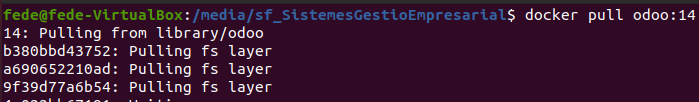 fede@fede-VirtualBox:/media/sf_SistemesGestioEmpresarial$ docker pull odoo:14
14: Pulling from library/odoo
b380bbd43752: Pulling fs layer
a690652210ad: Pulling fs layer
9f39d77a6b54: Pulling fs layer